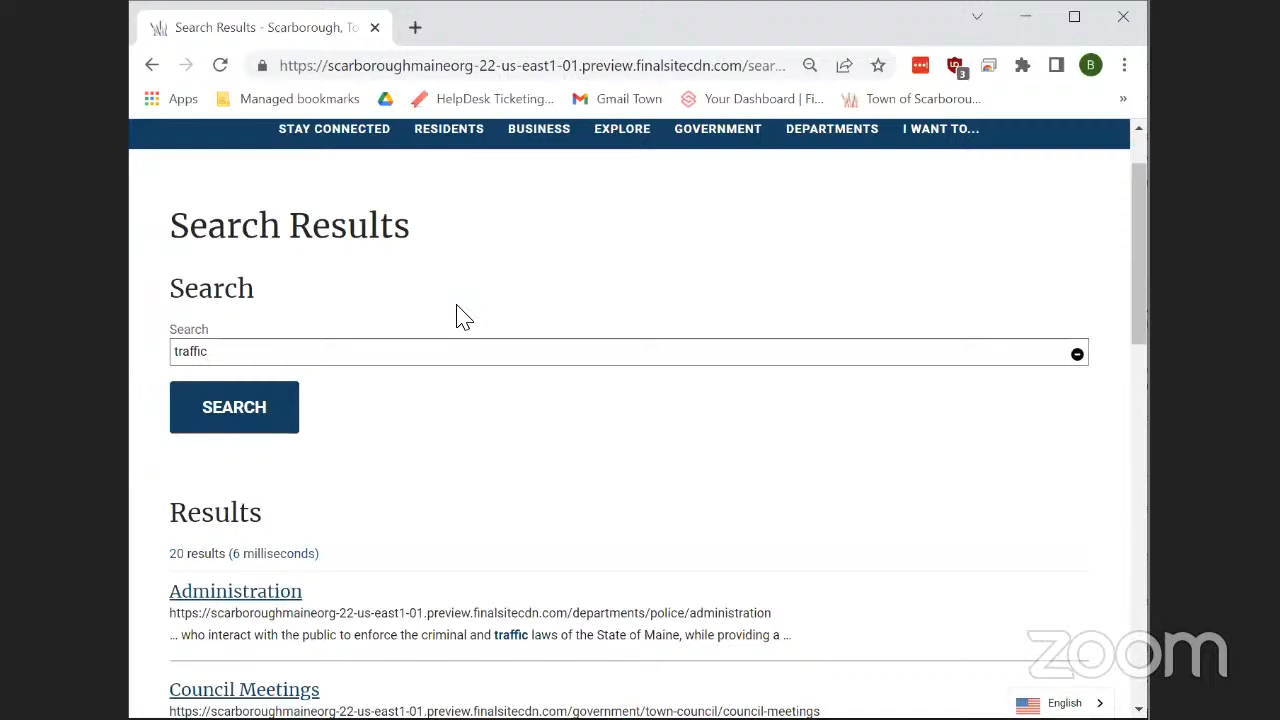 Search Results - Scarborough, To
https://scarboroughmaineorg-22-us-east1-01.preview.finalsitecdn.com/sear...
3
B
Apps
Managed bookmarks
HelpDesk Ticketing...
Gmail Town
Your Dashboard | Fi...
Town of Scarborou...
»
STAY CONNECTED
RESIDENTS
BUSINESS
EXPLORE
GOVERNMENT
DEPARTMENTS
I WANT TO...
Search Results
Search
Search
traffic
SEARCH
Results
20 results (6 milliseconds)
Administration
https://scarboroughmaineorg-22-us-east1-01.preview.finalsitecdn.com/departments/police/administration
... who interact with the public to enforce the criminal and traffic laws of the State of Maine, while providing a ...
zoom
Council Meetings
English
https://scarboroughmaineorg-22-us-east1-01.preview.finalsitecdn.com/government/town-council/council-meetings